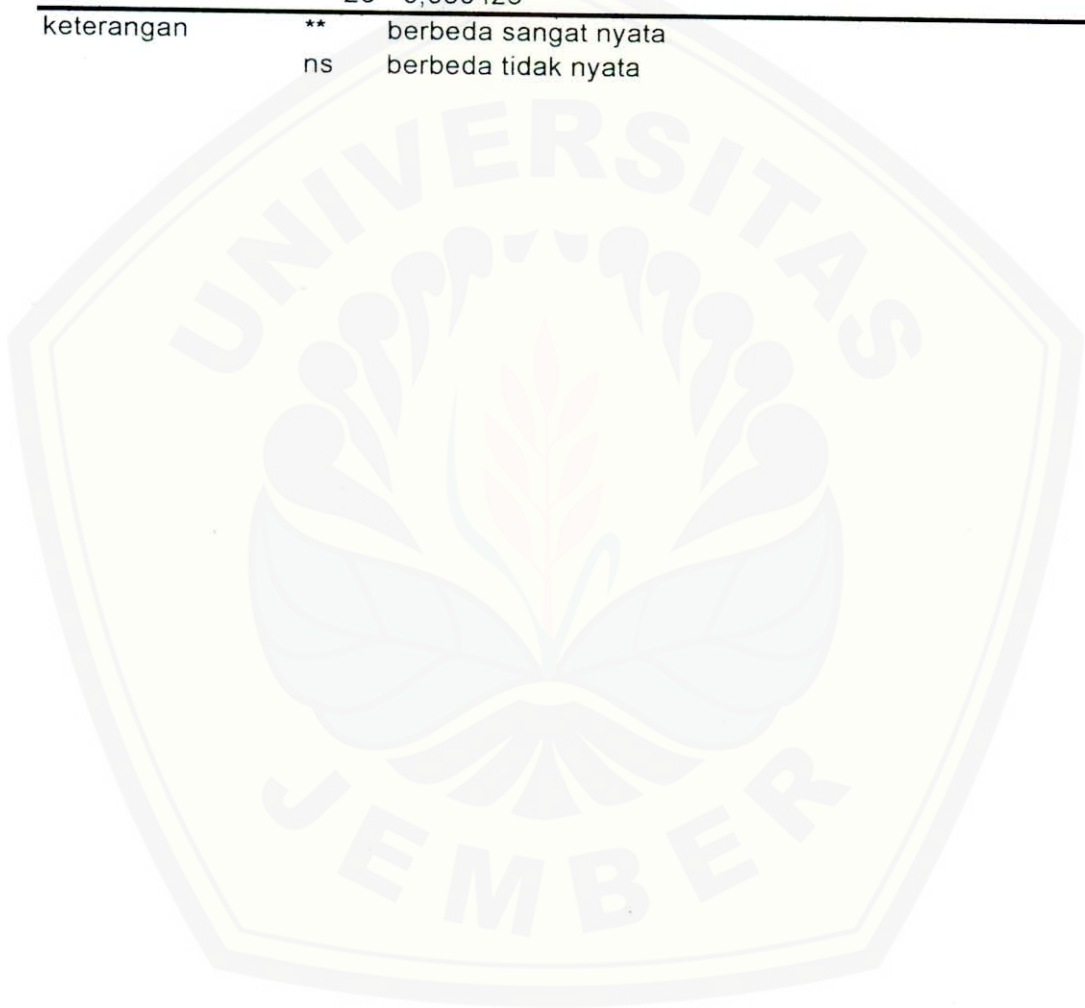 keterangan ** berbeda sangat nyata
ns berbeda tidak nyata
UNIVERSITAS
JEMBER